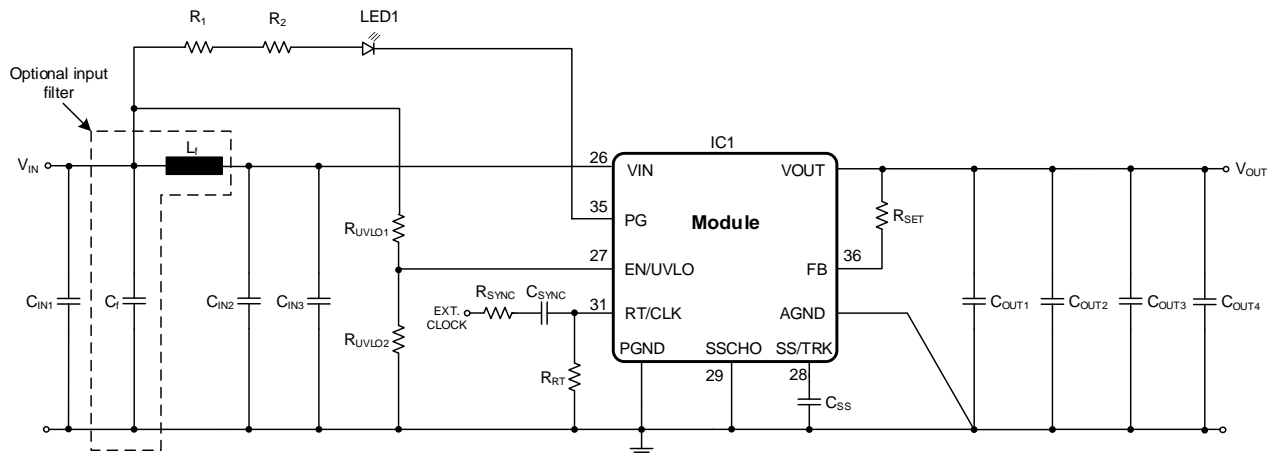 R1
R2
LED1
Optional input
filter
Lf
VIN
26
IC1
VIN
VOUT
VOUT
35
PG
Module
RSET
RUVLO1
27
EN/UVLO
FB
36
CIN1
Cf
CIN2
CIN3
RSYNC
CSYNC
EXT.
CLOCK
31
RT/CLK
AGND
COUT1
COUT2
COUT3
COUT4
RUVLO2
PGND
SSCHO
SS/TRK
RRT
29
28
CSS